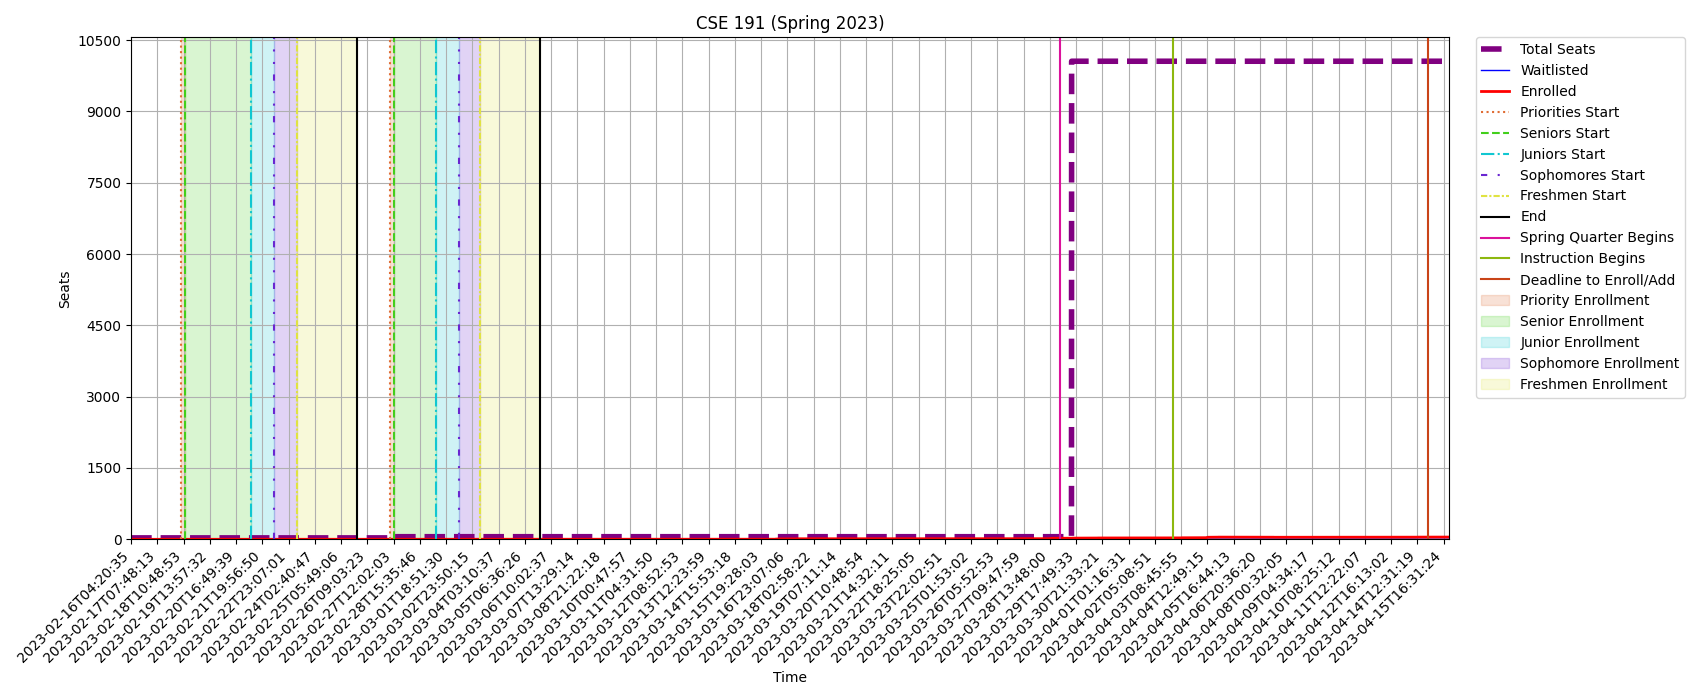 CSE 191 (Spring 2023)
10500
9000
7500
6000
4500
3000
1500
0
Seats
2023-02-16T04:20:35
2023-02-17T07:48:13
2023-02-18T10:48:53
2023-02-19T13:57:32
2023-02-20T16:49:39
2023-02-21T19:56:50
2023-02-22T23:07:01
2023-02-24T02:40:47
2023-02-25T05:49:06
2023-02-26T09:03:23
2023-02-27T12:02:03
2023-02-28T15:35:46
2023-03-01T18:51:30
2023-03-02T23:50:15
2023-03-04T03:10:37
2023-03-05T06:36:26
2023-03-06T10:02:37
2023-03-07T13:29:14
2023-03-08T21:22:18
2023-03-10T00:47:57
2023-03-11T04:31:50
2023-03-12T08:52:53
2023-03-13T12:23:59
2023-03-14T15:53:18
2023-03-15T19:28:03
2023-03-16T23:07:06
2023-03-18T02:58:22
2023-03-19T07:11:14
2023-03-20T10:48:54
2023-03-21T14:32:11
2023-03-22T18:25:05
2023-03-23T22:02:51
2023-03-25T01:53:02
2023-03-26T05:52:53
2023-03-27T09:47:59
2023-03-28T13:48:00
2023-03-29T17:49:33
2023-03-30T21:33:21
2023-04-01T01:16:31
2023-04-02T05:08:51
2023-04-03T08:45:55
2023-04-04T12:49:15
2023-04-05T16:44:13
2023-04-06T20:36:20
2023-04-08T00:32:05
2023-04-09T04:34:17
2023-04-10T08:25:12
2023-04-11T12:22:07
2023-04-12T16:13:02
2023-04-14T12:31:19
2023-04-15T16:31:24
Time
Total Seats
Waitlisted
Enrolled
Priorities Start
Seniors Start
Juniors Start
Sophomores Start
Freshmen Start
End
Spring Quarter Begins
Instruction Begins
Deadline to Enroll/Add
Priority Enrollment
Senior Enrollment
Junior Enrollment
Sophomore Enrollment
Freshmen Enrollment